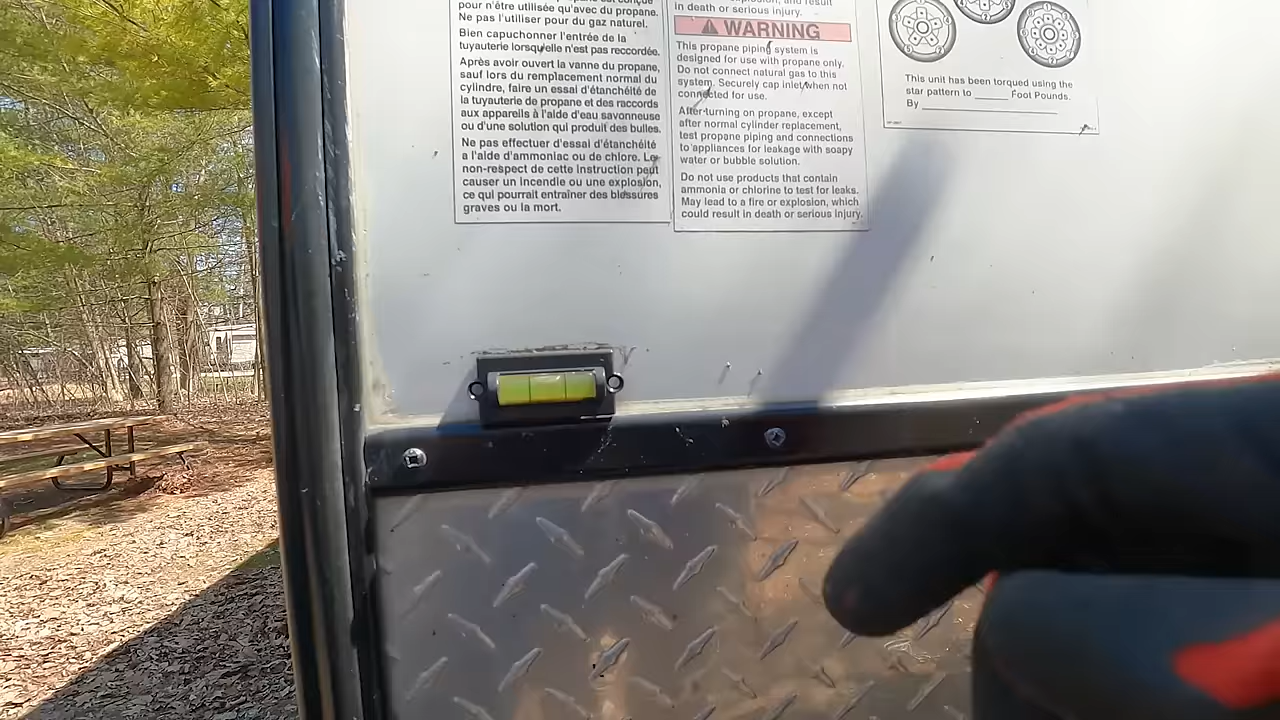 pour n'être utilisée qu'avec du propane.
Ne pas l'utiliser pour du gaz naturel.
Bien capuchonner l'entrée de la
tuyauterie lorsqu'elle n'est pas reccordée.
Après avoir ouvert la vanne du propane,
sauf lors du remplacement normal du
cylindre, faire un essai d'étanchéité de
la tuyauterie de propane et des raccords
aux appareils à l'aide d'eau savonneuse
ou d'une solution qui produit des bulles.
Ne pas effectuer d'essai d'étanchéité
a l'aide d'ammoniac ou de chlore. Le
non-respect de cette instruction peut
causer un incendie ou une explosion,
ce qui pourrait entraîner des blessures
graves ou la mort.
explosion, and result
in death or serious injury.
WARNING
This propane piping system is
designed for use with propane only.
Do not connect natural gas to this
system. Securely cap inlet when not
connected for use.
After turning on propane, except
after normal cylinder replacement,
test propane piping and connections
to appliances for leakage with soapy
water or bubble solution.
Do not use products that contain
ammonia or chlorine to test for leaks.
May lead to a fire or explosion, which
could result in death or serious injury.
This unit has been torqued using the
star pattern to ______ Foot Pounds.
By ______